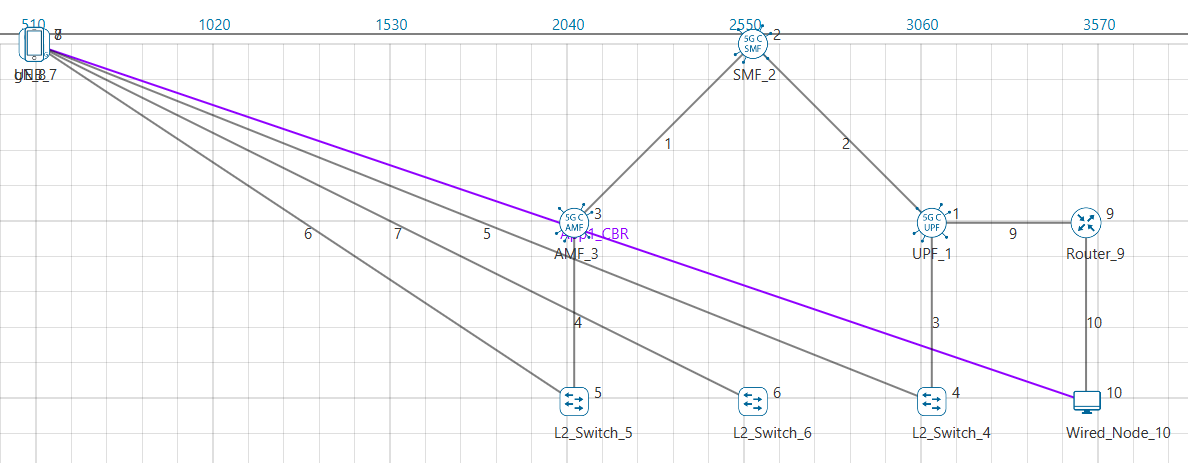 510 1020 1530 2040 2550 3060 3570
5G C
SMF
2
SMF_2
1
2
5G C
AMF
3
App1_CBR
AMF_3
5G C
UPF
1
UPF_1
9
9
Router_9
6
7
5
4
3
10
5
L2_Switch_5
6
L2_Switch_6
4
L2_Switch_4
10
Wired_Node_10